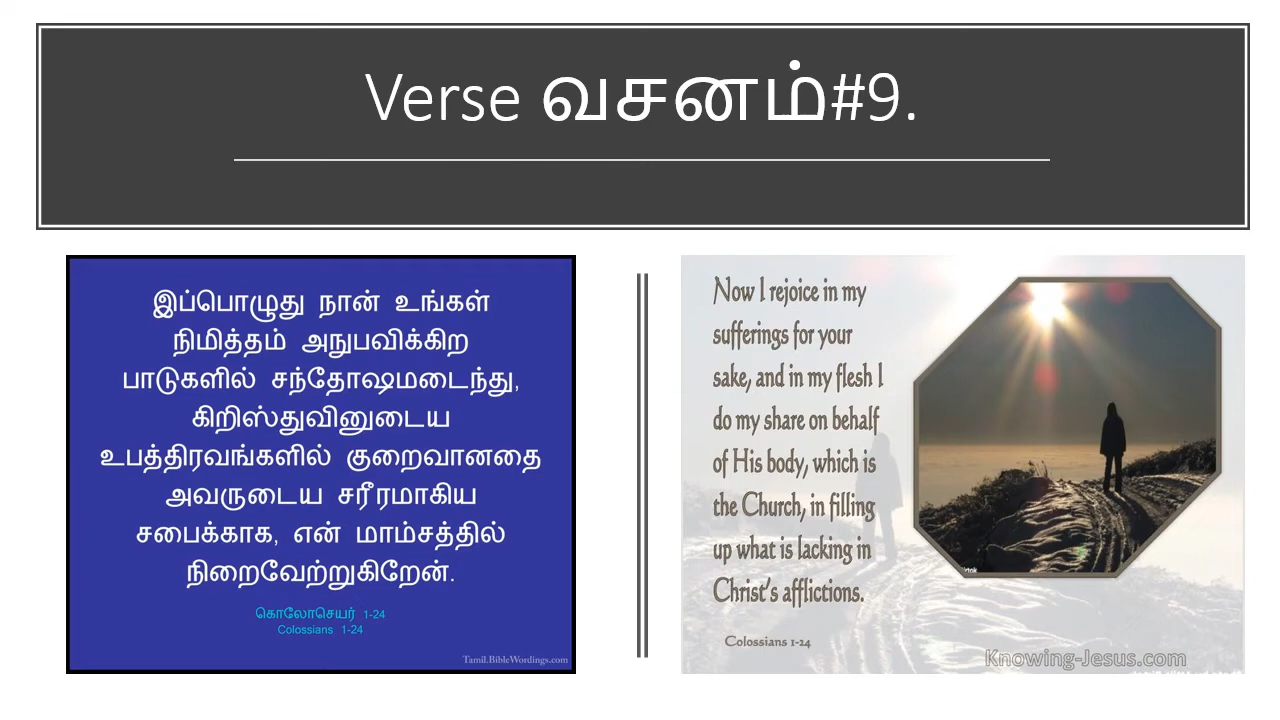 Verse வசனம்#9.
இப்பொழுது நான் உங்கள்
நிமித்தம் அநுபவிக்கிற
பாடுகளில் சந்தோஷமடைந்து,
கிறிஸ்துவினுடைய
உபத்திரவங்களில் குறைவானதை
அவருடைய சரீரமாகிய
சபைக்காக, என் மாம்சத்தில்
நிறைவேற்றுகிறேன்.
கொலோசெயர் 1-24
Colossians 1-24
Tamil.BibleWordings.com
Now I rejoice in my
sufferings for your
sake, and in my flesh I
do my share on behalf
of His body, which is
the Church, in filling
up what is lacking in
Christ's afflictions.
Colossians 1-24
Knowing-Jesus.com